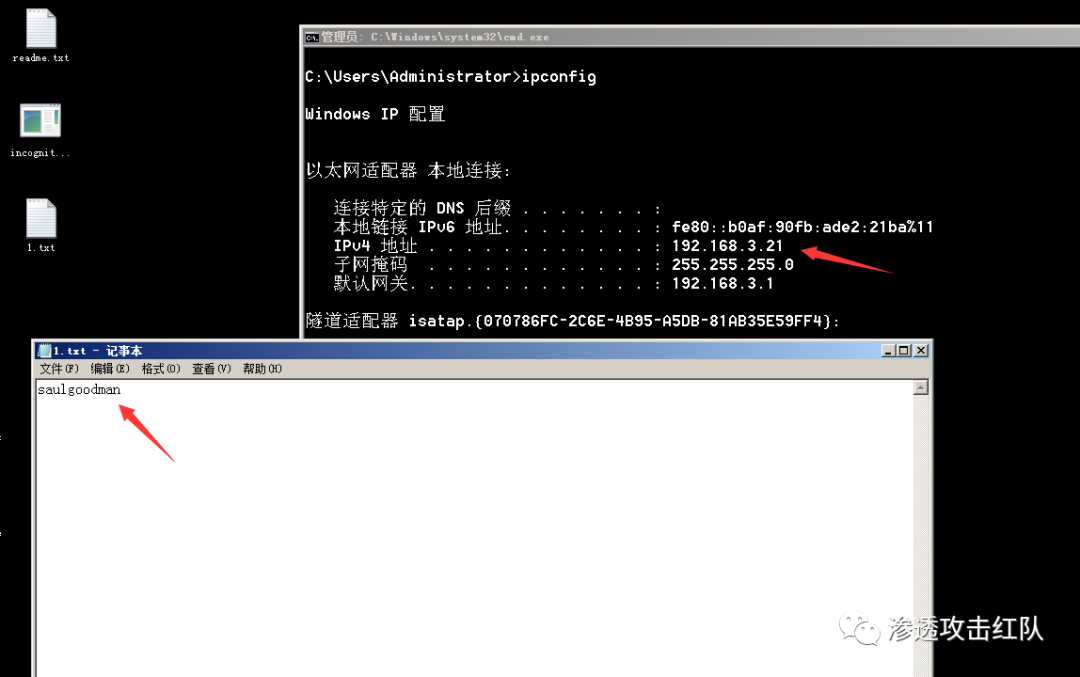 readme.txt
incognit...
1.txt
管理员: C:\Windows\system32\cmd.exe
C:\Users\Administrator>ipconfig
Windows IP 配置
以太网适配器 本地连接:
连接特定的 DNS 后缀 . . . . . . . :
本地链接 IPv6 地址. . . . . . . . : fe80::b0af:90fb:ade2:21ba%11
IPv4 地址 . . . . . . . . . . . . : 192.168.3.21
子网掩码 . . . . . . . . . . . . : 255.255.255.0
默认网关. . . . . . . . . . . . . : 192.168.3.1
隧道适配器 isatap.{070786FC-2C6E-4B95-A5DB-81AB35E59FF4}:
1.txt - 记事本
文件(F) 编辑(E) 格式(O) 查看(V) 帮助(H)
saulgoodman
渗透攻击红队